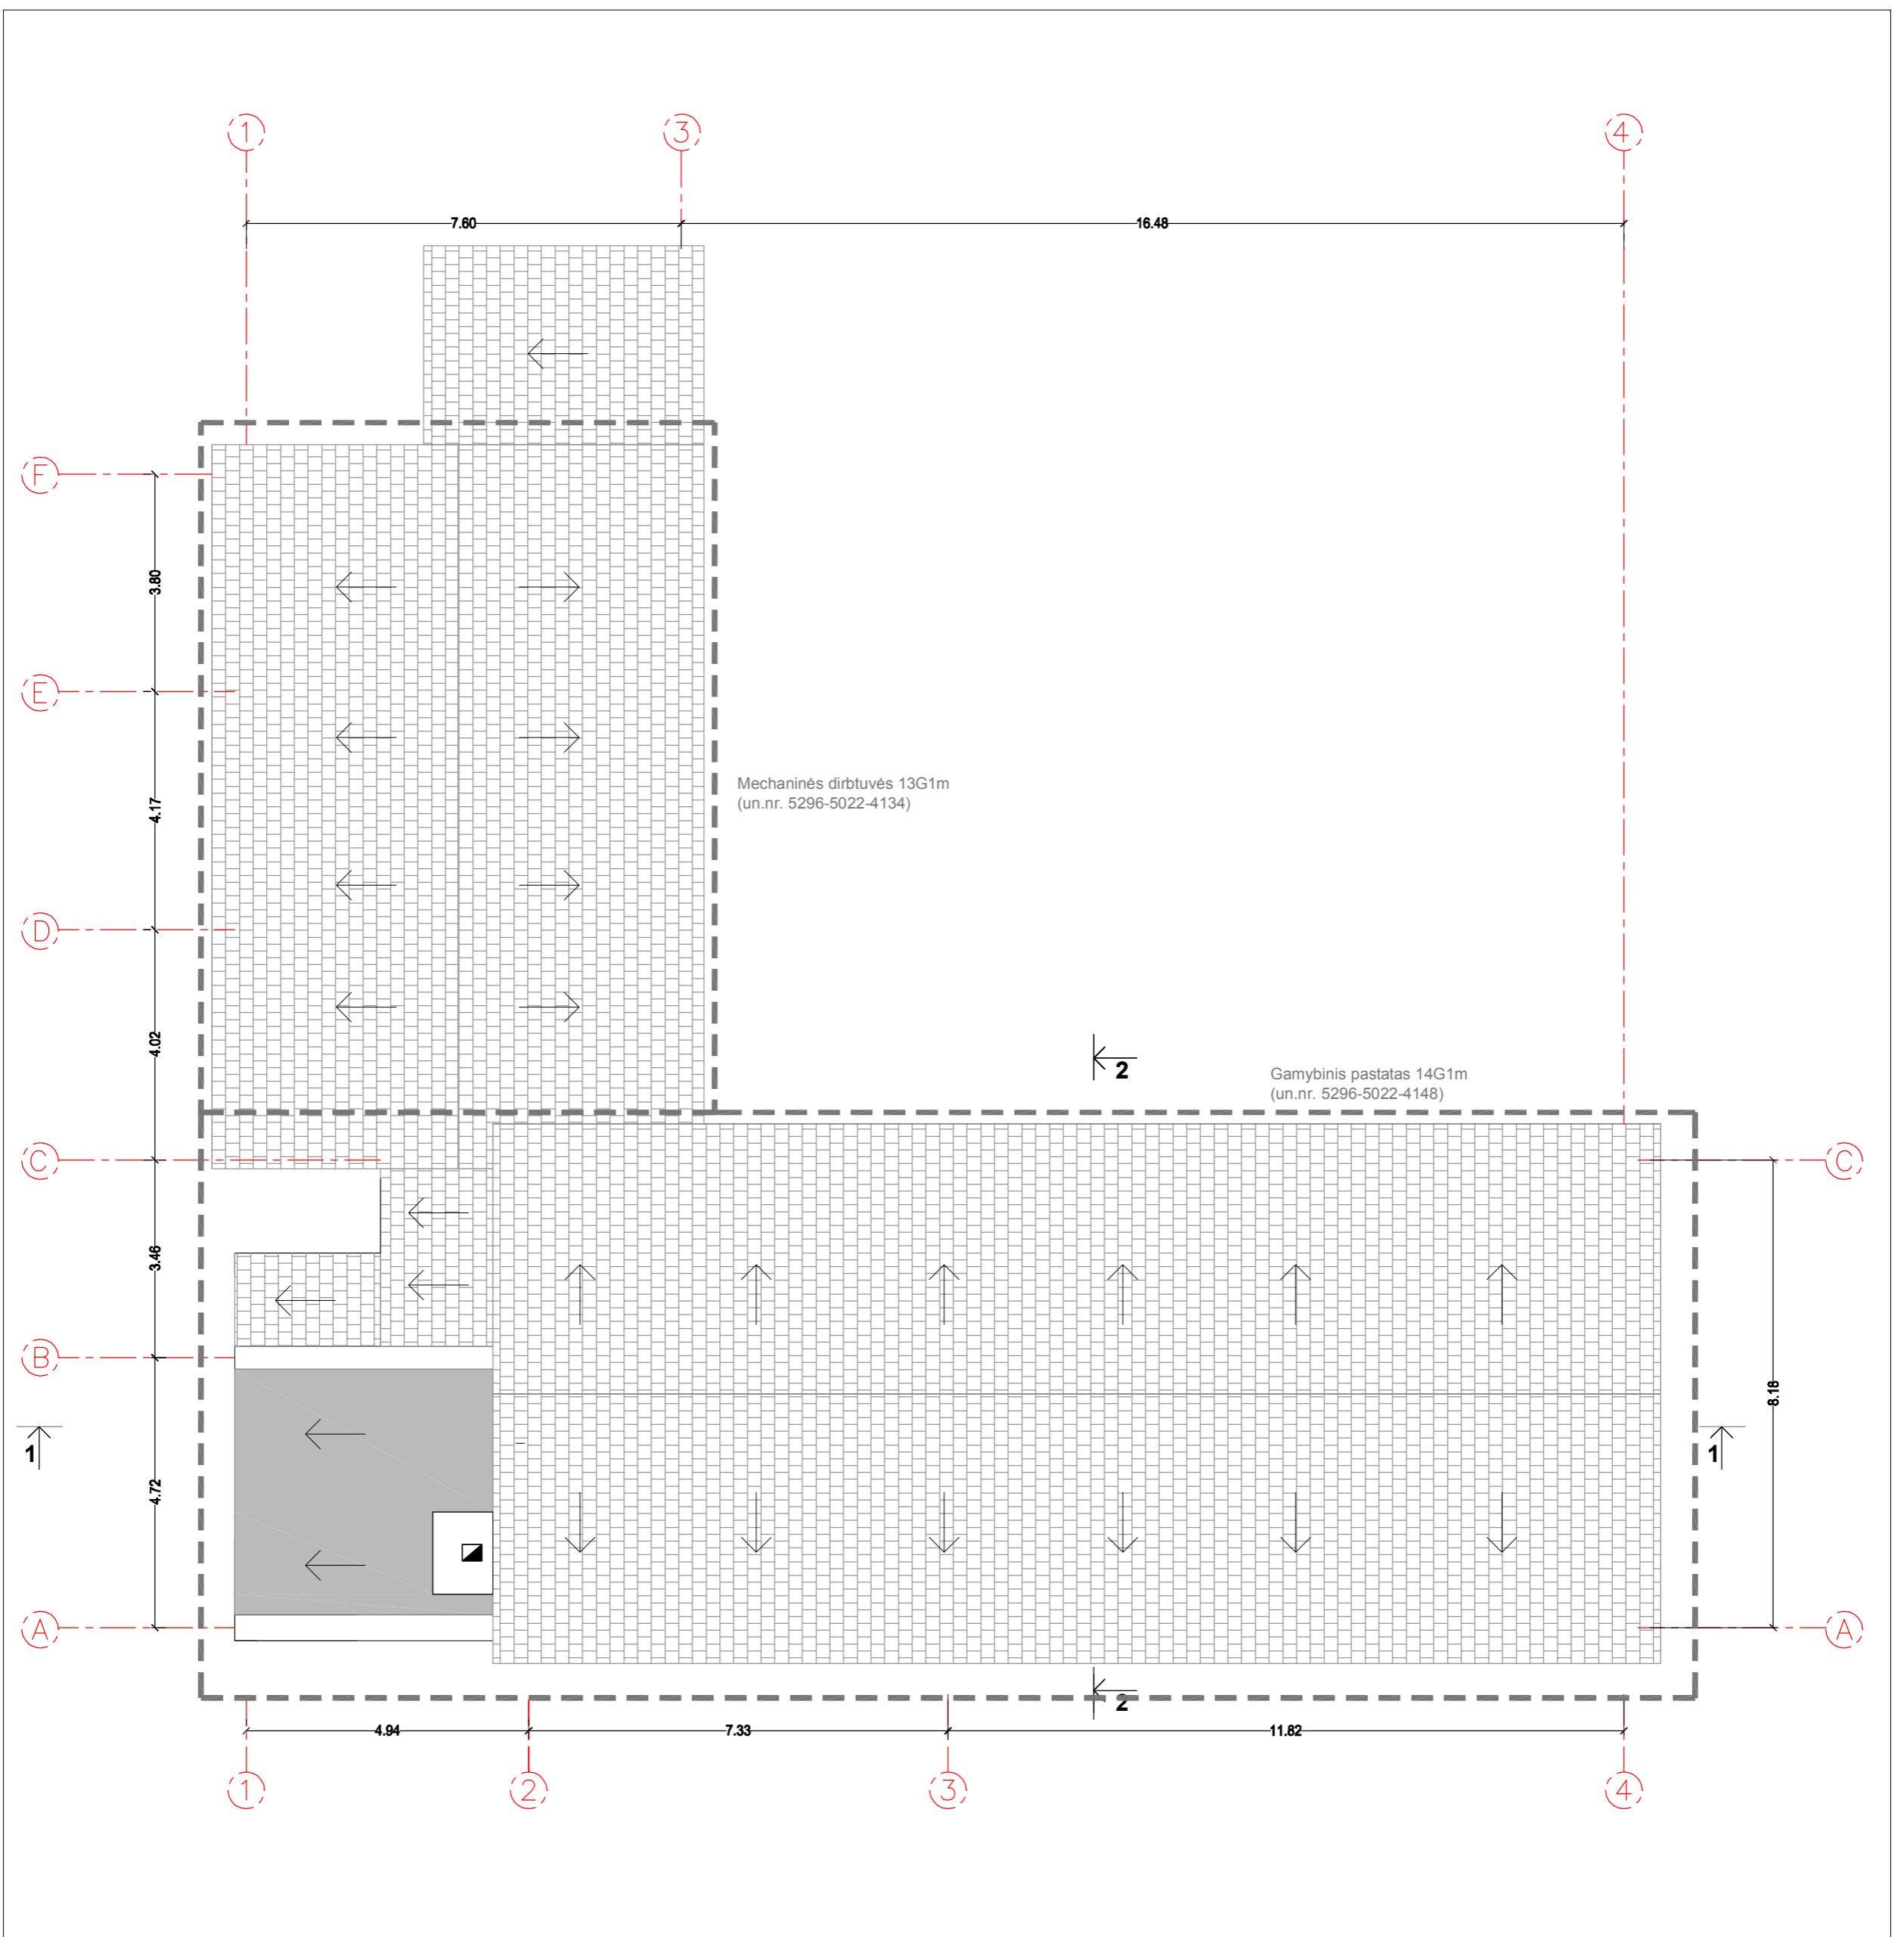 1
3
4
7.60
16.48
F
3.80
E
Mechaninės dirbtuvės 13G1m
(un.nr. 5296-5022-4134)
4.17
D
4.02
2
Gamybinis pastatas 14G1m
(un.nr. 5296-5022-4148)
C
C
3.46
B
8.18
1
1
4.72
A
A
2
4.94
7.33
11.82
1
2
3
4